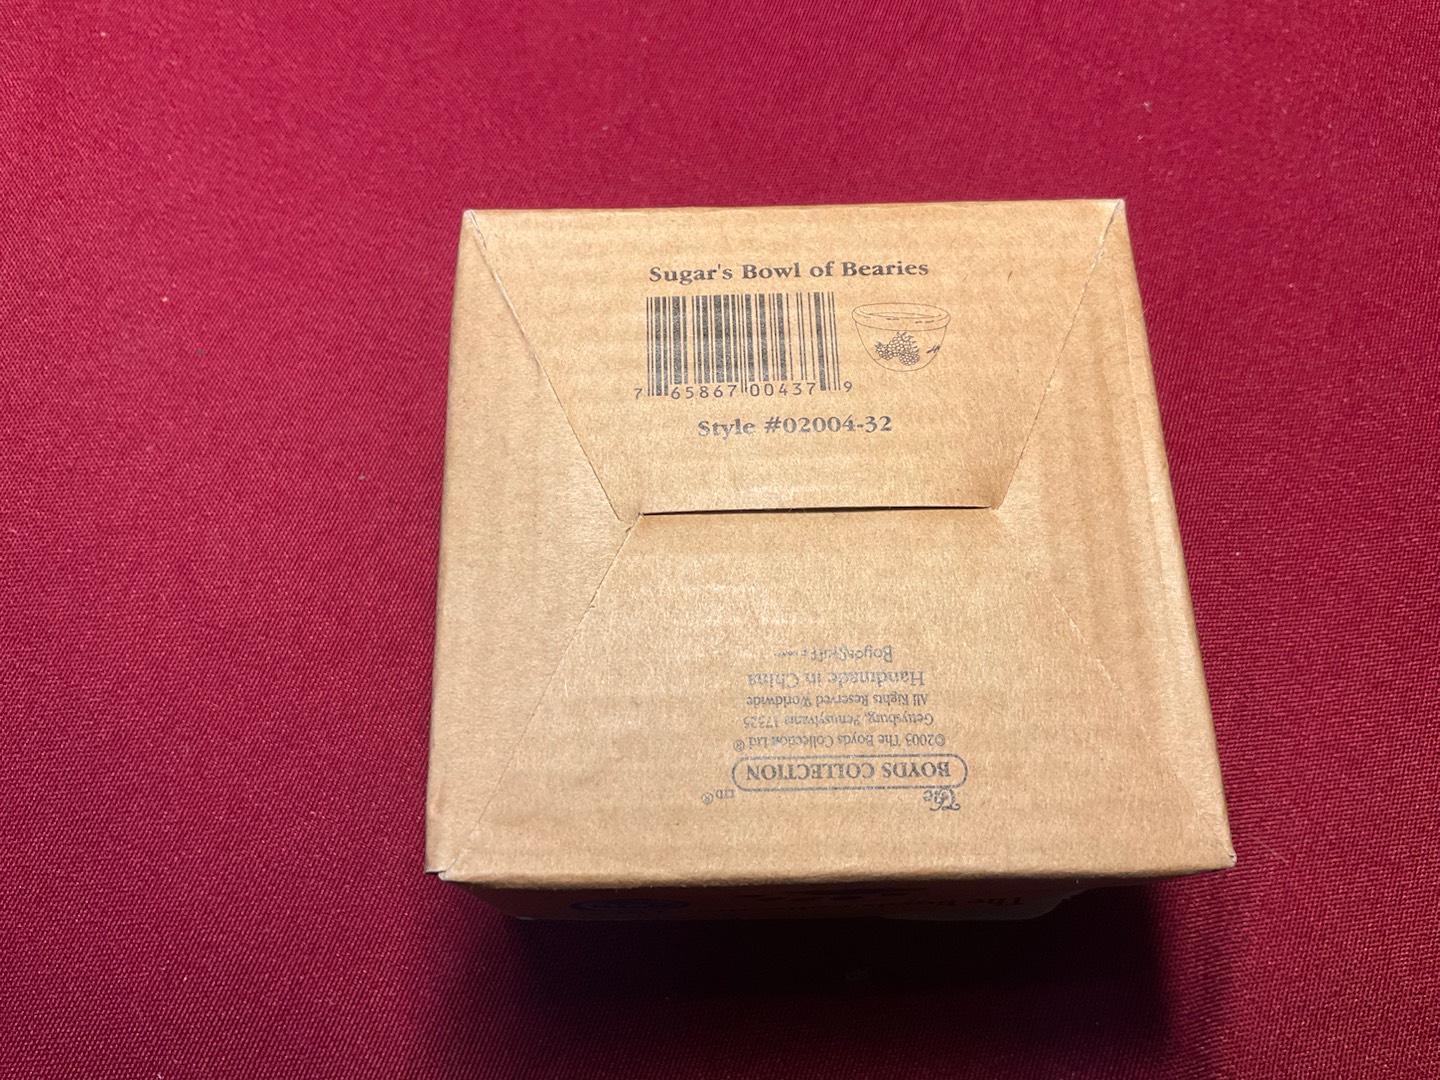 Sugar's Bowl of Bearies
7 65867 00437 9
Style #02004-32
The
BOYDS COLLECTION
LTD®
©2003 The Boyds Collection Ltd®
Gettysburg, Pennsylvania 17325
All Rights Reserved Worldwide
Handmade in China
The